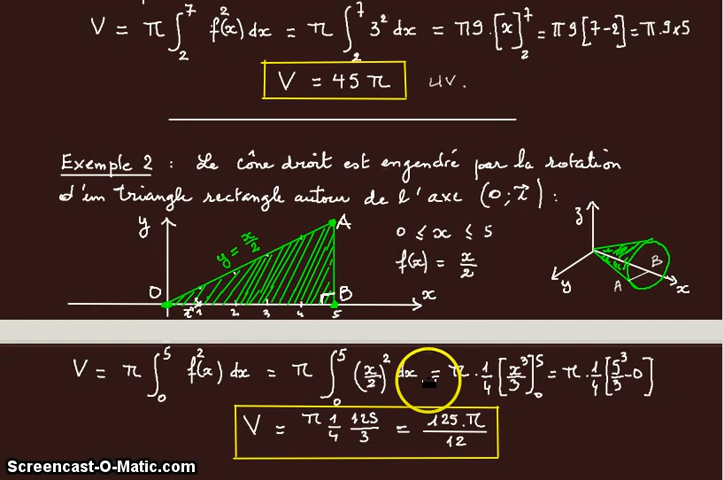 V = π ∫₂⁷ f²(x) dx = π ∫₂⁷ 3² dx = π9 · [x]₂⁷ = π9 [7-2] = π.9x5
V = 45 π uv.
Exemple 2 : Le cône droit est engendré par la rotation
d'un triangle rectangle autour de l'axe (O; i⃗) :
y A
y = x/2
0 ≤ x ≤ 5
f(x) = x/2
O i⃗ 1 2 3 4 5 B x
z y A B x
V = π ∫₀⁵ f²(x) dx = π ∫₀⁵ (x/2)² dx = π · 1/4 [x³/3]₀⁵ = π · 1/4 [5³/3 - 0]
V = π 1/4 125/3 = 125.π/12
Screencast-O-Matic.com